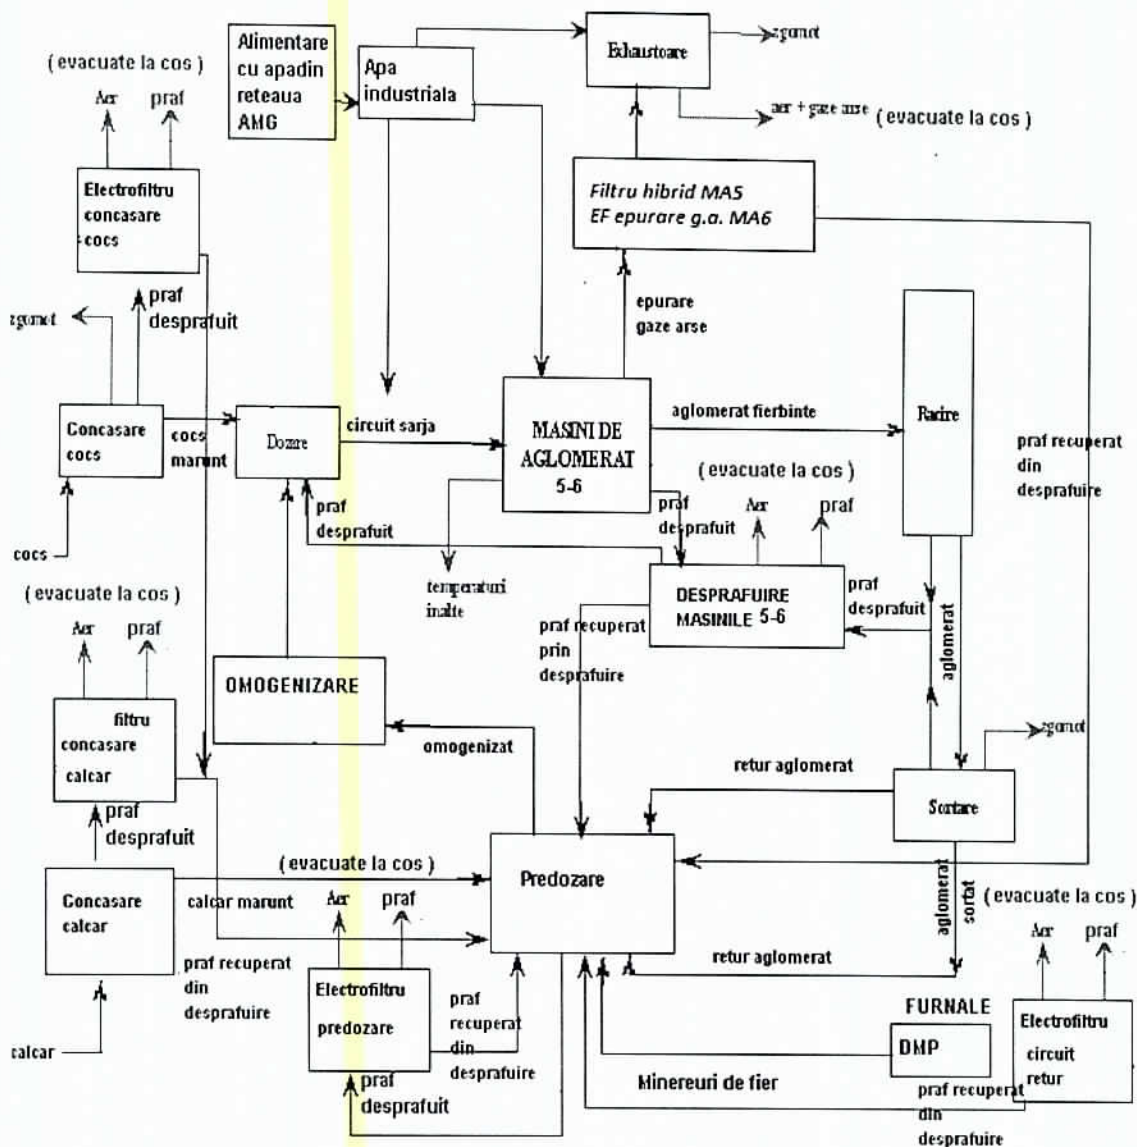 Alimentare
cu apadin
reteaua
AMG
Apa
industriala
Exhaustoare
zgomot
aer + gaze arse (evacuate la cos)
(evacuate la cos)
Aer praf
Electrofiltru
concasare
cocs
Filtru hibrid MA5
EF epurare g.a. MA6
praf
desprafuit
zgomot
epurare
gaze arse
Concasare
cocs
cocs
marunt
Dozare
circuit sarja
MASINI DE
AGLOMERAT
5-6
aglomerat fierbinte
Racire
praf recuperat
din
desprafuire
(evacuate la cos)
Aer praf
praf
desprafuit
praf
desprafuit
cocs
temperaturi
inalte
DESPRAFUIRE
MASINILE 5-6
praf
desprafuit
aglomerat
(evacuate la cos)
Aer praf
praf recuperat
prin
desprafuire
OMOGENIZARE
omogenizat
filtru
concasare
calcar
retur aglomerat
zgomot
Sortare
praf
desprafuit
Concasare
calcar
(evacuate la cos)
calcar marunt
Aer praf
Predozare
aglomerat
sortat
(evacuate la cos)
Aer praf
praf recuperat
din
desprafuire
retur aglomerat
Electrofiltru
predozare
praf
recuperat
din
desprafuire
FURNALE
DMP
Electrofiltru
circuit
retur
calcar
praf
desprafuit
Minereuri de fier
praf recuperat
din
desprafuire